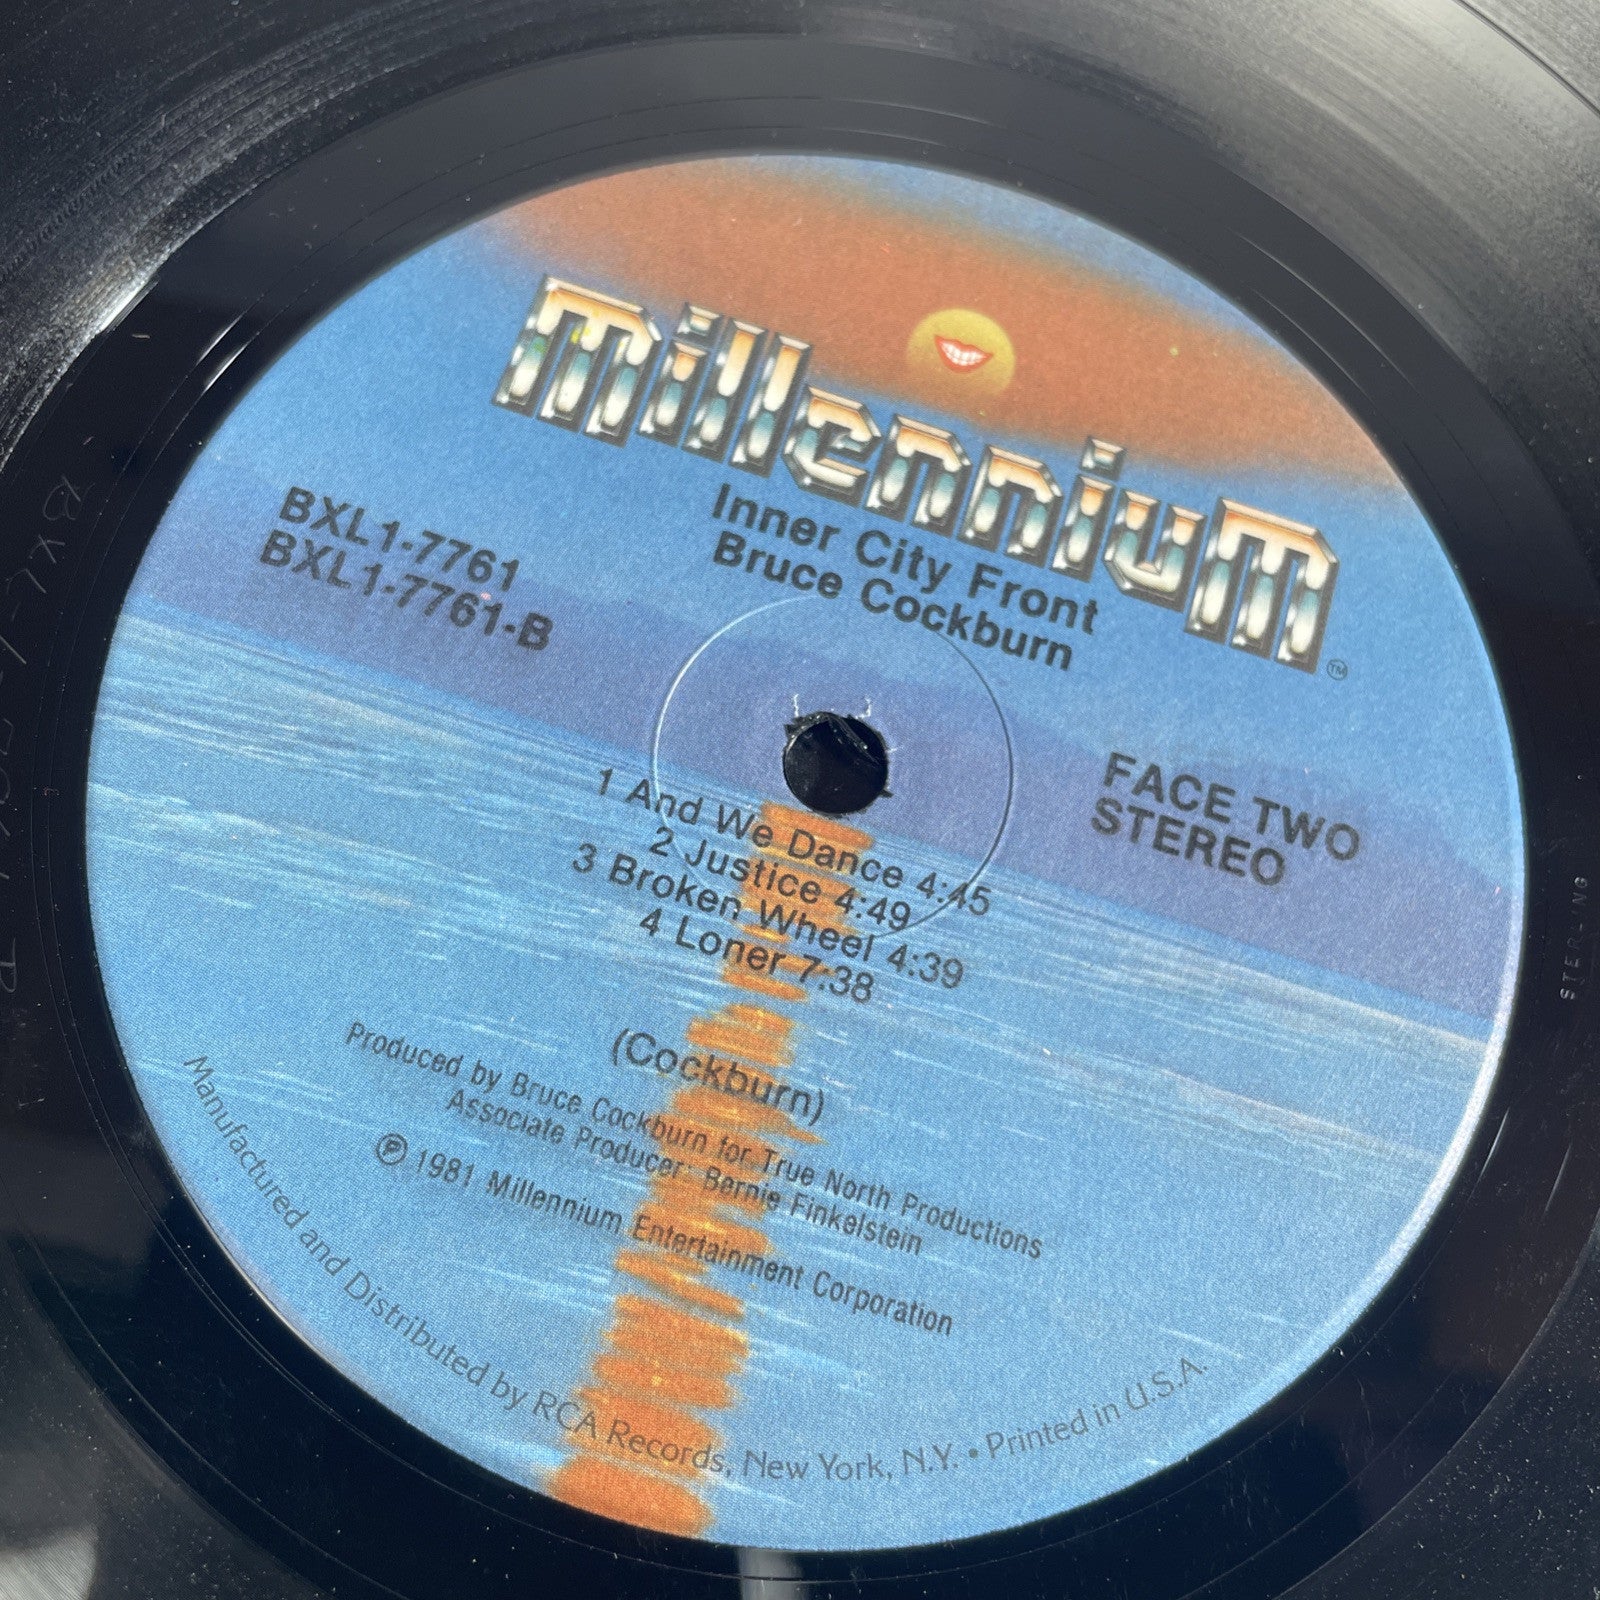 millennium
TM
Inner City Front
Bruce Cockburn
BXL1-7761
BXL1-7761-B
FACE TWO
STEREO
1 And We Dance 4:45
2 Justice 4:49
3 Broken Wheel 4:39
4 Loner 7:38
(Cockburn)
Produced by Bruce Cockburn for True North Productions
Associate Producer: Bernie Finkelstein
℗ 1981 Millennium Entertainment Corporation
Manufactured and Distributed by RCA Records, New York, N.Y. • Printed in U.S.A.
STERLING